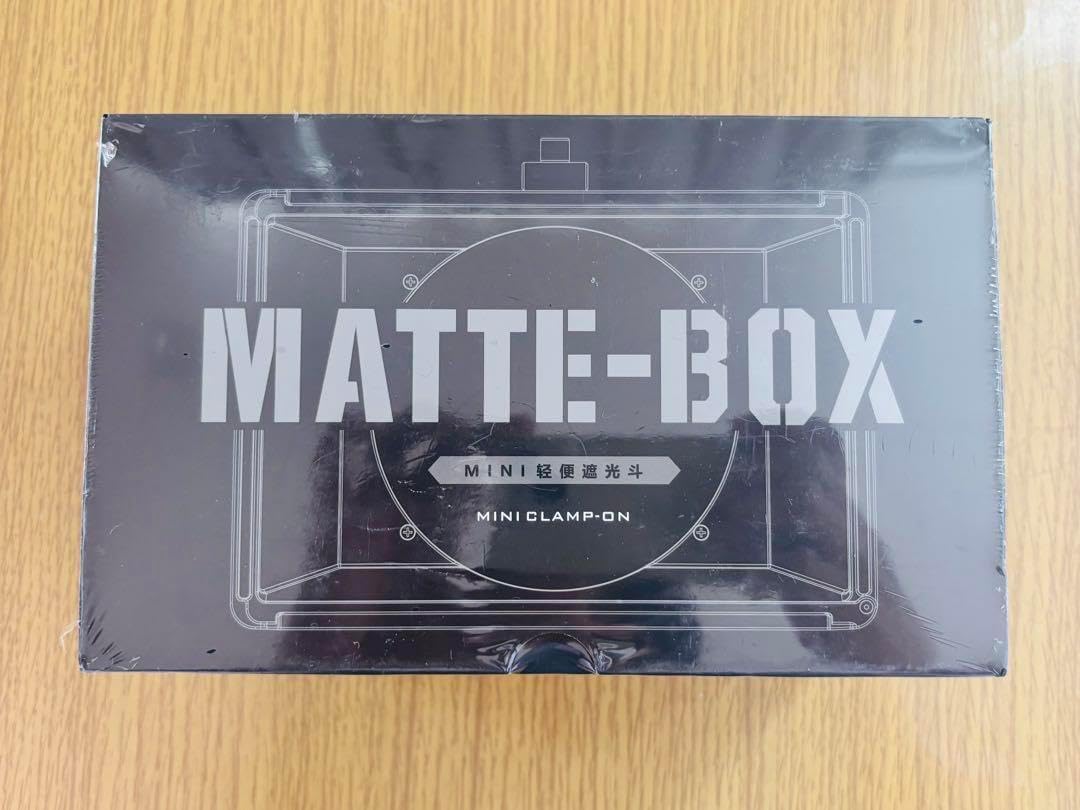 MATTE-BOX
MINI轻便遮光斗
MINI CLAMP-ON